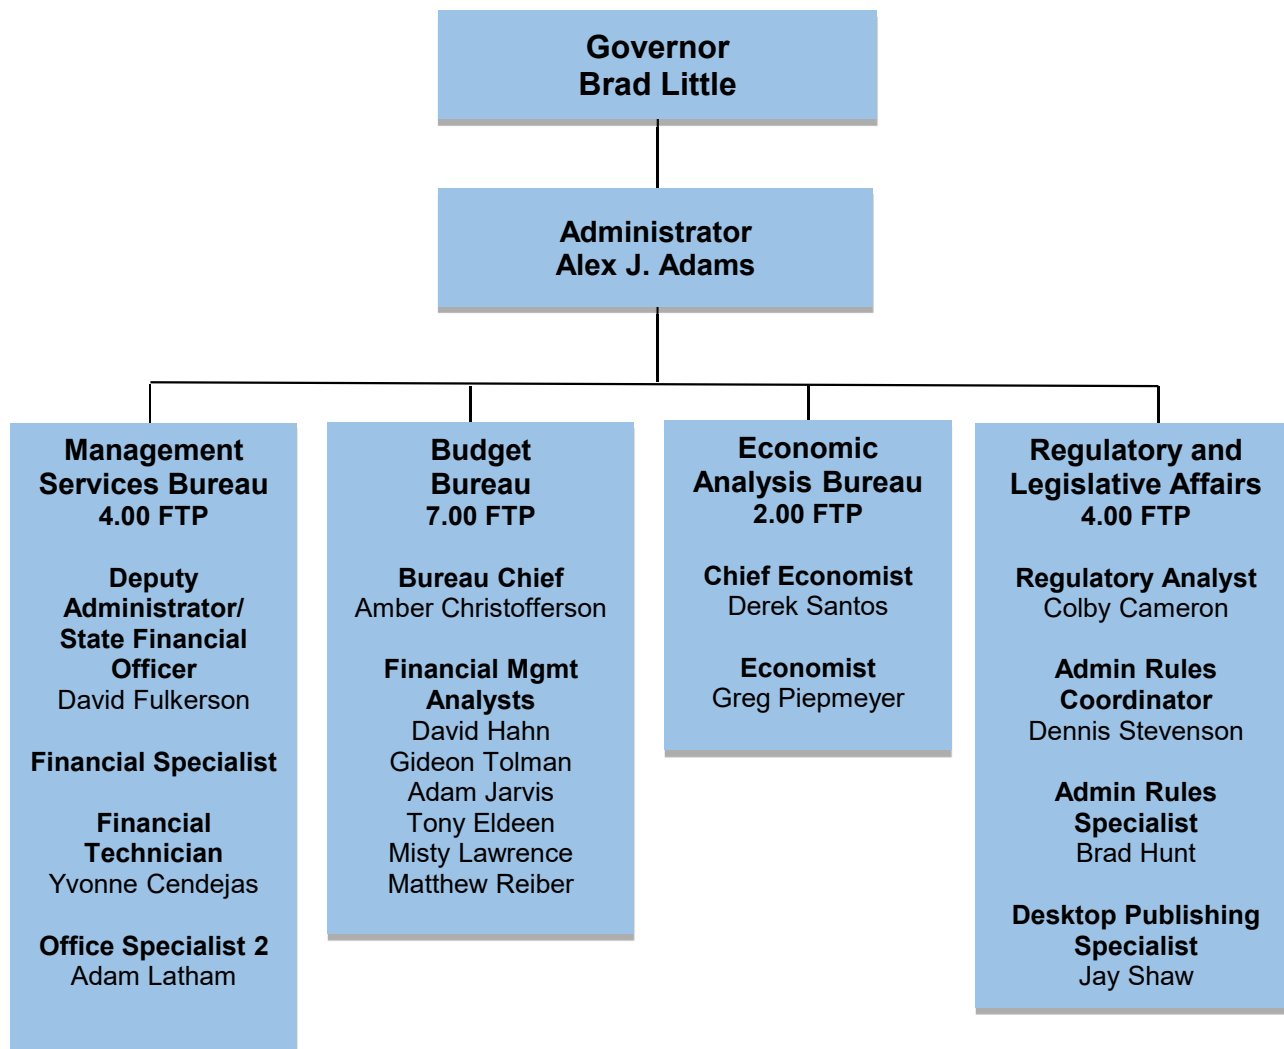 Governor
Brad Little
Administrator
Alex J. Adams
Management
Services Bureau
4.00 FTP
Deputy
Administrator/
State Financial
Officer
David Fulkerson
Financial Specialist
Financial
Technician
Yvonne Cendejas
Office Specialist 2
Adam Latham
Budget
Bureau
7.00 FTP
Bureau Chief
Amber Christofferson
Financial Mgmt
Analysts
David Hahn
Gideon Tolman
Adam Jarvis
Tony Eldeen
Misty Lawrence
Matthew Reiber
Economic
Analysis Bureau
2.00 FTP
Chief Economist
Derek Santos
Economist
Greg Piepmeyer
Regulatory and
Legislative Affairs
4.00 FTP
Regulatory Analyst
Colby Cameron
Admin Rules
Coordinator
Dennis Stevenson
Admin Rules
Specialist
Brad Hunt
Desktop Publishing
Specialist
Jay Shaw